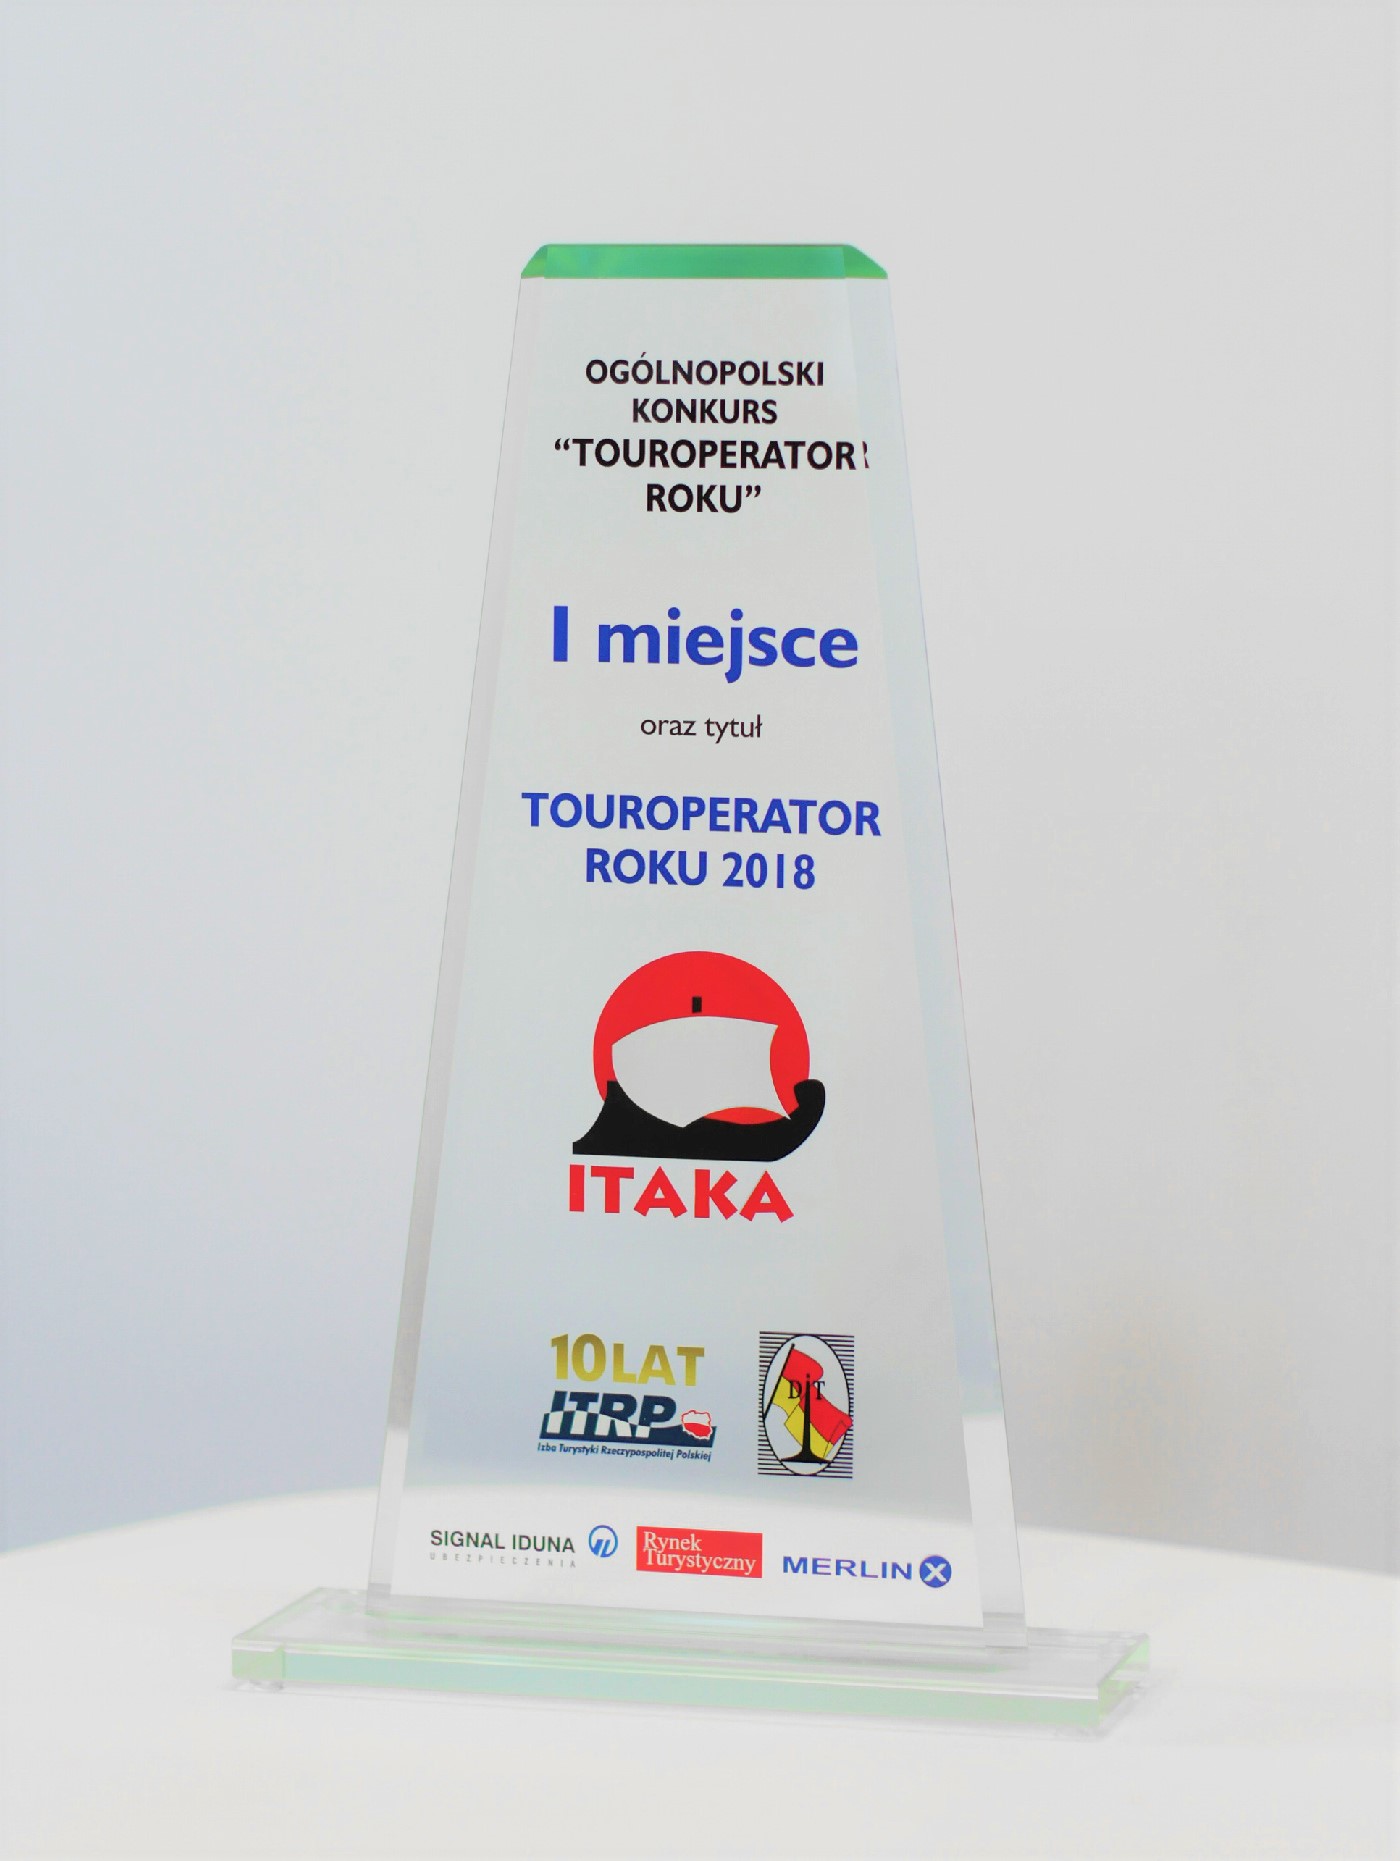 OGÓLNOPOLSKI
KONKURS
“TOUROPERATOR
ROKU”
I miejsce
oraz tytuł
TOUROPERATOR
ROKU 2018
ITAKA
10 LAT
ITRP
Izba Turystyki Rzeczypospolitej Polskiej
DIT
SIGNAL IDUNA
UBEZPIECZENIA
Rynek
Turystyczny
MERLIN X